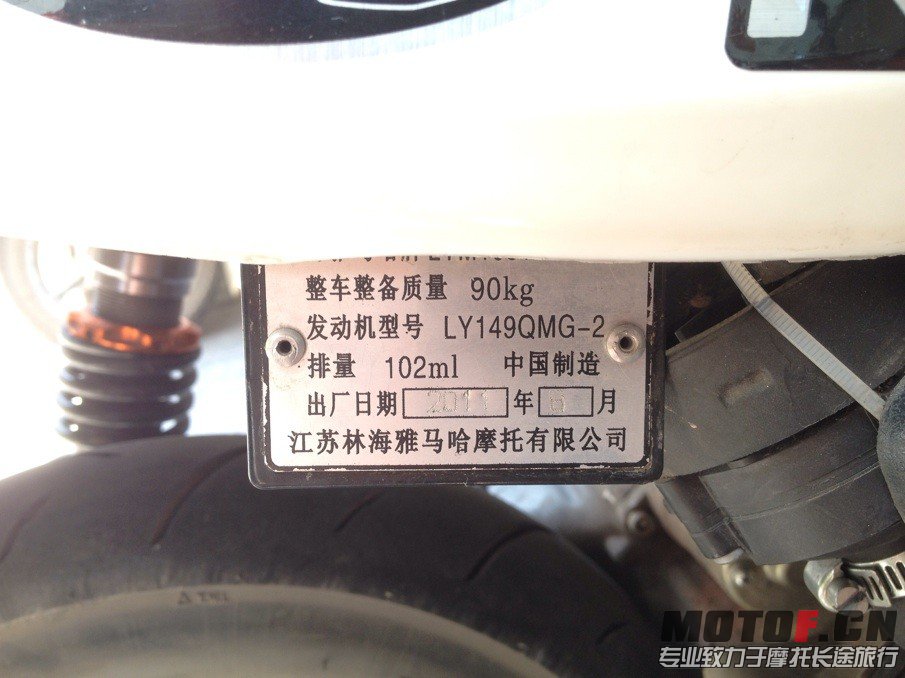 整车整备质量 90kg
发动机型号 LY149QMG-2
排量 102ml 中国制造
出厂日期 2011 年 6 月
江苏林海雅马哈摩托有限公司
MOTOF.CN
专业致力于摩托长途旅行